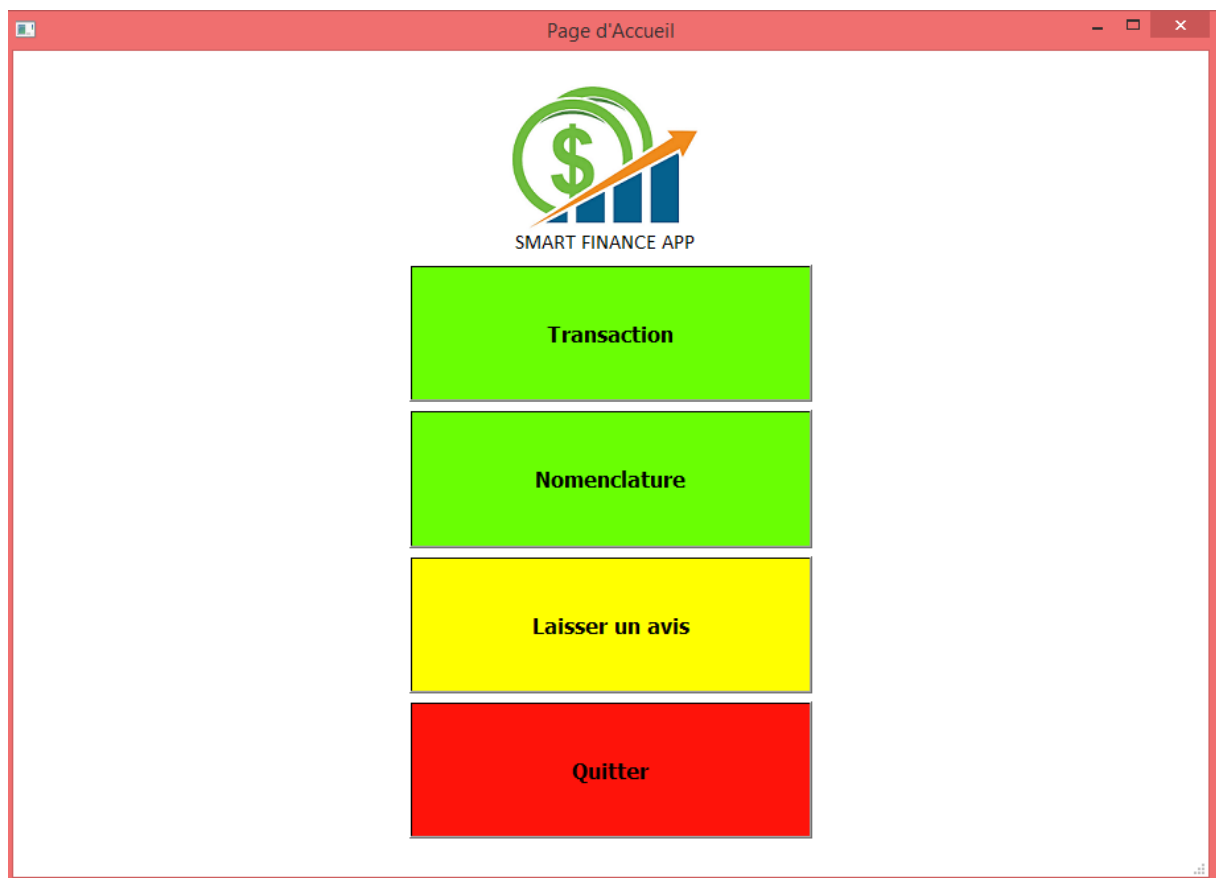 Page d'Accueil
$
SMART FINANCE APP
Transaction
Nomenclature
Laisser un avis
Quitter